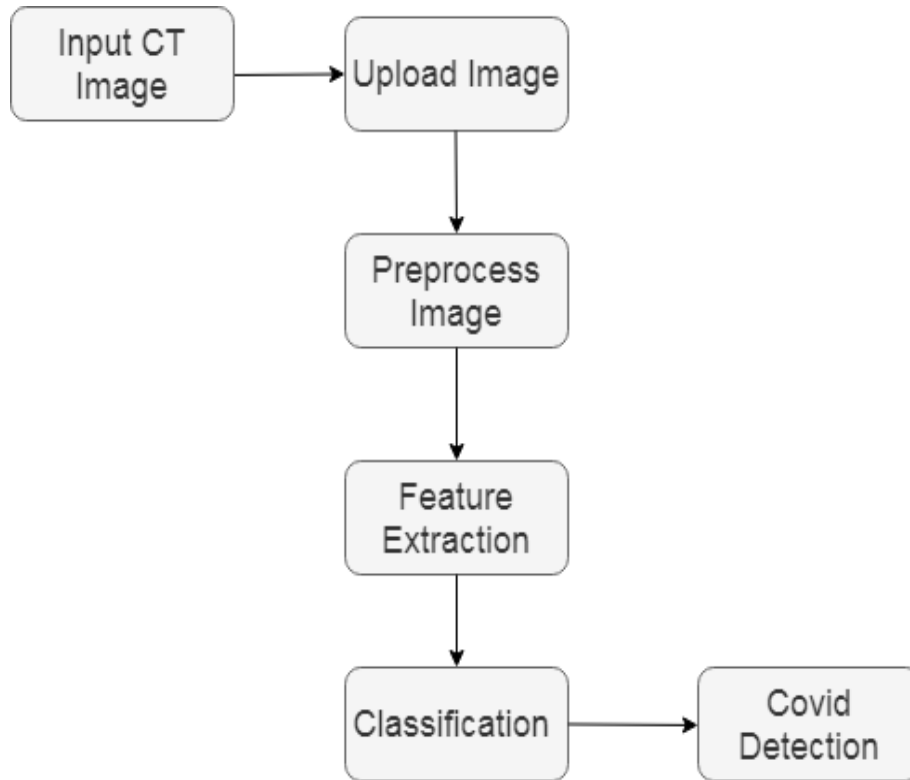 Input CT
Image
Upload Image
Preprocess
Image
Feature
Extraction
Classification
Covid
Detection